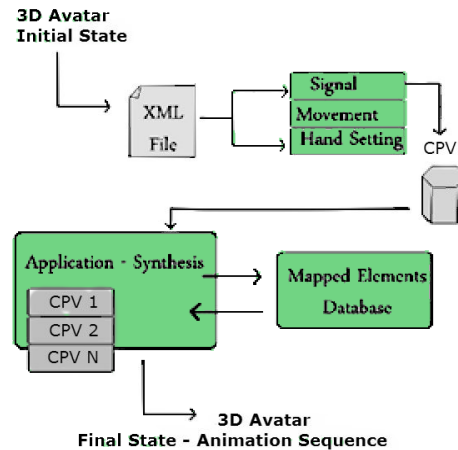 3D Avatar
Initial State
XML
File
Signal
Movement
Hand Setting
CPV
Application - Synthesis
CPV 1
CPV 2
CPV N
Mapped Elements
Database
3D Avatar
Final State - Animation Sequence